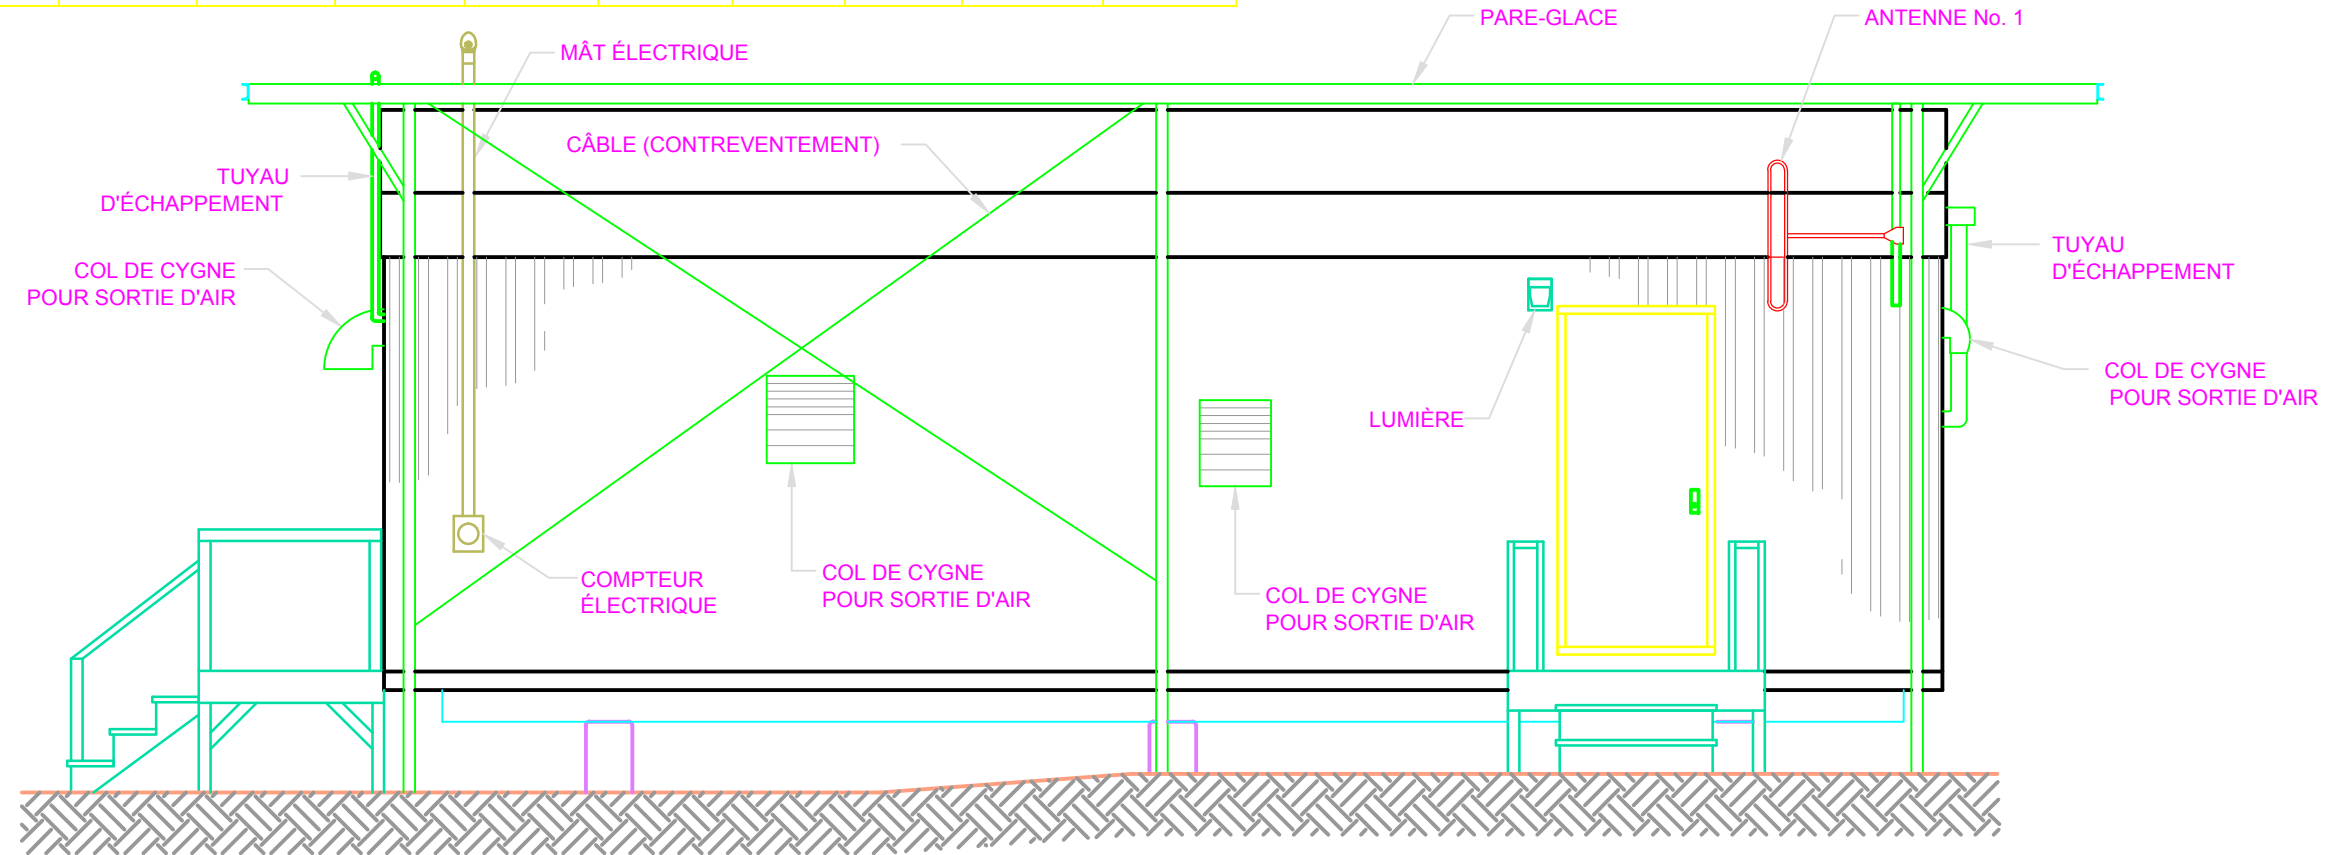 PARE-GLACE
ANTENNE No. 1
MÂT ÉLECTRIQUE
CÂBLE (CONTREVENTEMENT)
TUYAU
D'ÉCHAPPEMENT
COL DE CYGNE
POUR SORTIE D'AIR
TUYAU
D'ÉCHAPPEMENT
COL DE CYGNE
POUR SORTIE D'AIR
LUMIÈRE
COMPTEUR
ÉLECTRIQUE
COL DE CYGNE
POUR SORTIE D'AIR
COL DE CYGNE
POUR SORTIE D'AIR